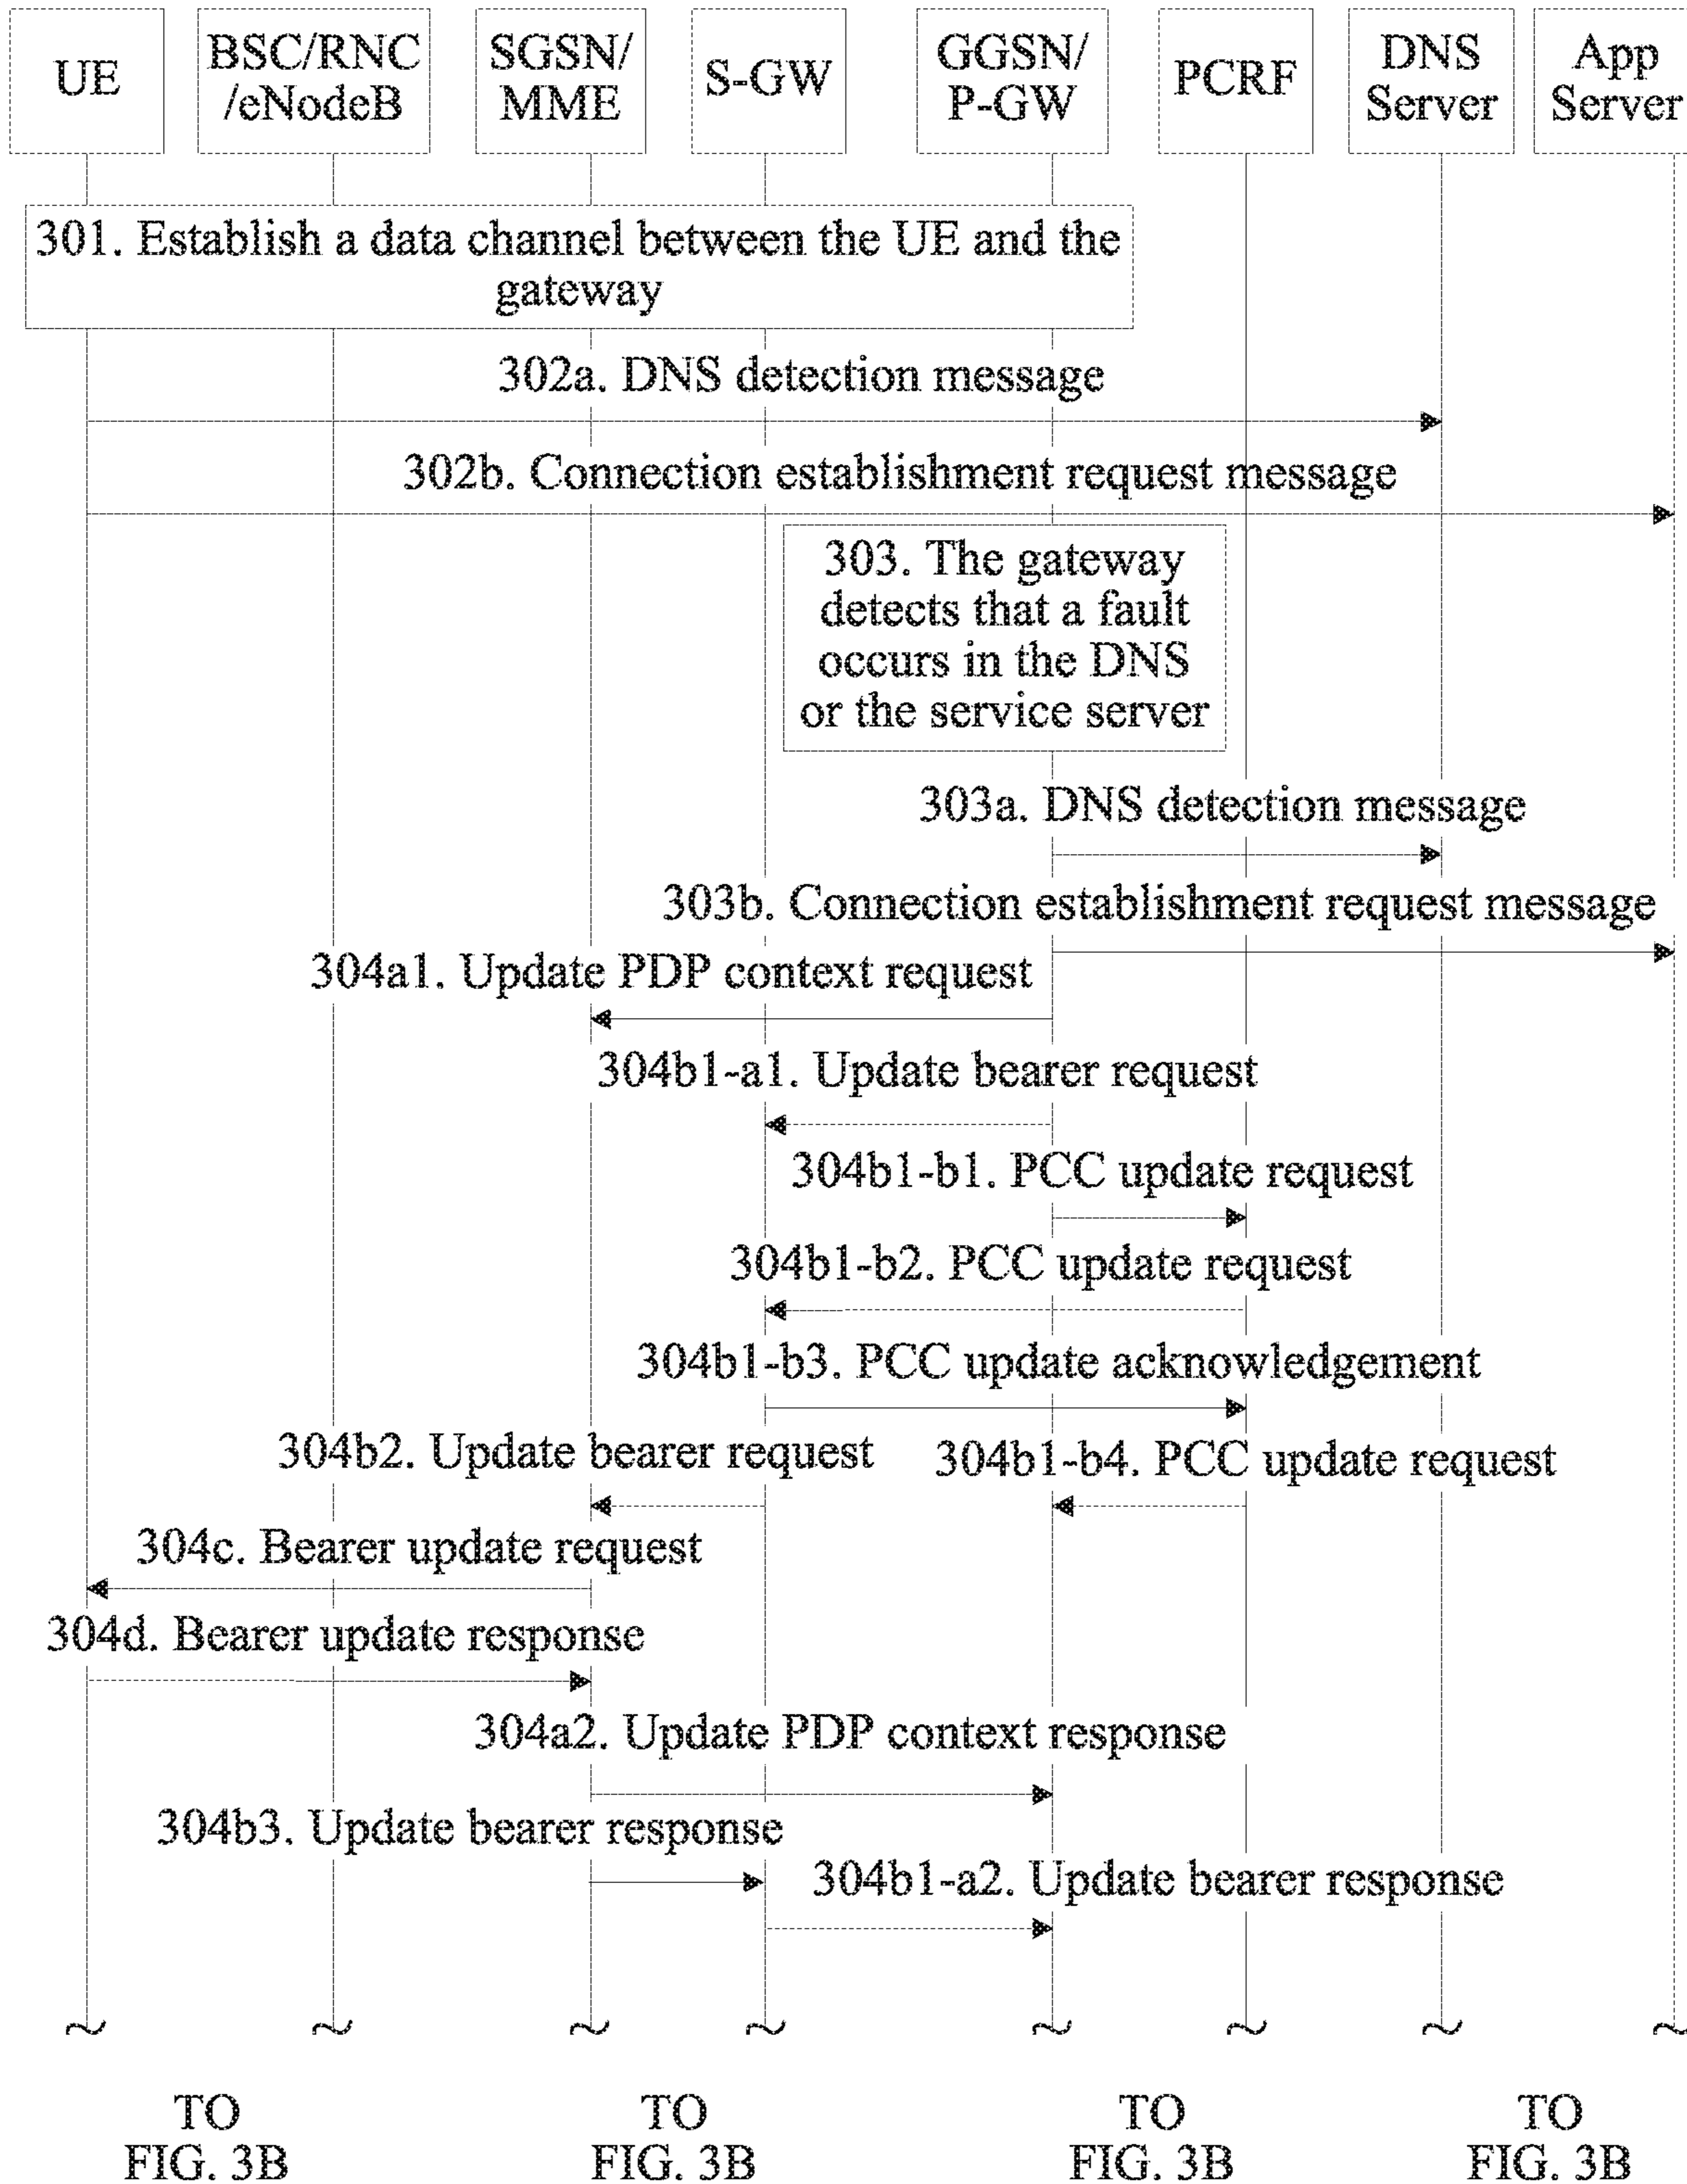 UE
BSC/RNC
/eNodeB
SGSN/
MME
S-GW
GGSN/
P-GW
PCRF
DNS
Server
App
Server
301. Establish a data channel between the UE and the
gateway
302a. DNS detection message
302b. Connection establishment request message
303. The gateway
detects that a fault
occurs in the DNS
or the service server
303a. DNS detection message
303b. Connection establishment request message
304a1. Update PDP context request
304b1-a1. Update bearer request
304b1-b1. PCC update request
304b1-b2. PCC update request
304b1-b3. PCC update acknowledgement
304b2. Update bearer request
304b1-b4. PCC update request
304c. Bearer update request
304d. Bearer update response
304a2. Update PDP context response
304b3. Update bearer response
304b1-a2. Update bearer response
TO
FIG. 3B
TO
FIG. 3B
TO
FIG. 3B
TO
FIG. 3B